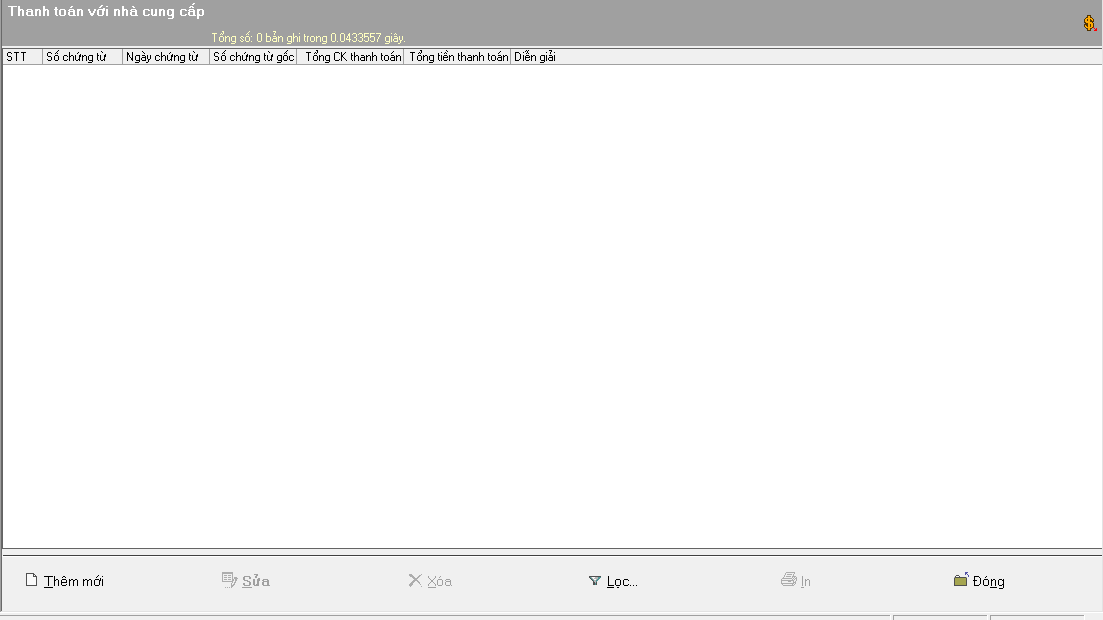 Thanh toán với nhà cung cấp
Tổng số: 0 bản ghi trong 0.0433557 giây.
STT Số chứng từ Ngày chứng từ Số chứng từ gốc Tổng CK thanh toán Tổng tiền thanh toán Diễn giải
Thêm mới Sửa Xóa Lọc... In Đóng